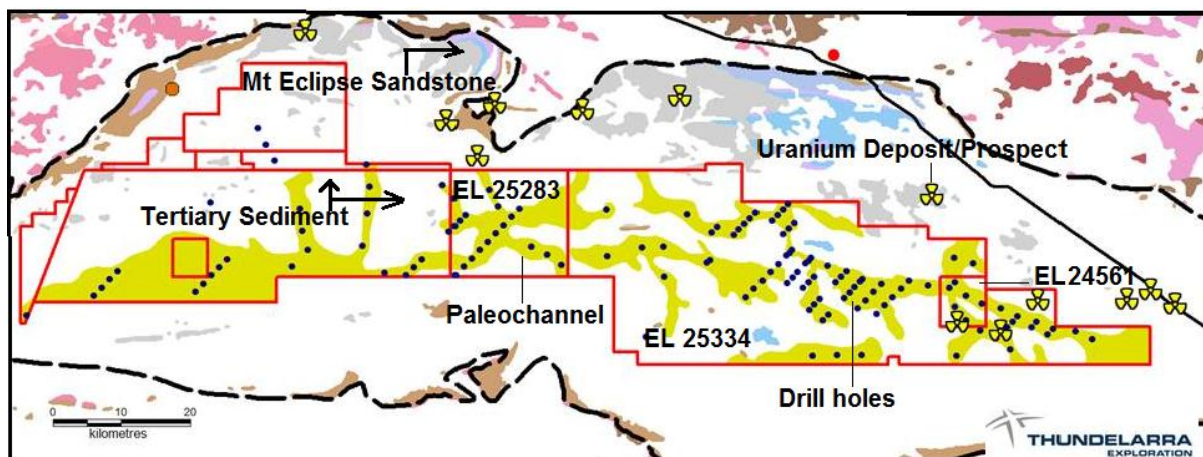 Mt Eclipse Sandstone
Uranium Deposit/Prospect
EL 25283
Tertiary Sediment
EL24561
Paleochannel
EL 25334
Drill holes
0 10 20
kilometres
THUNDELARRA
EXPLORATION